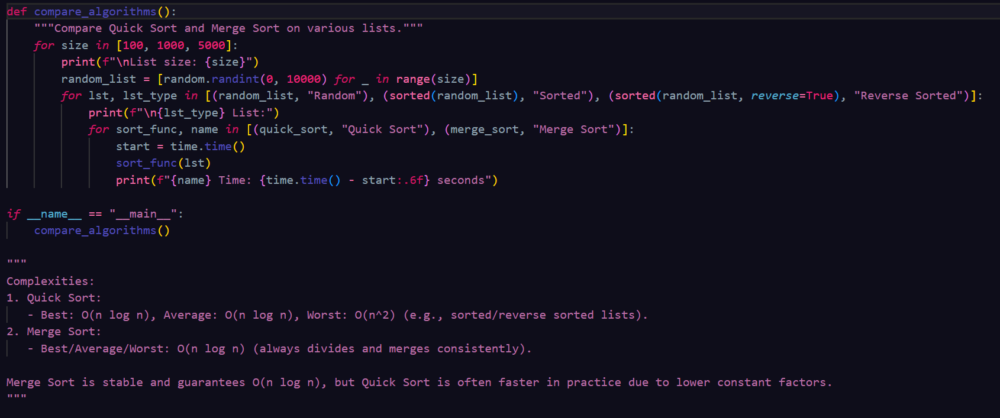 def compare_algorithms():
    """Compare Quick Sort and Merge Sort on various lists."""
    for size in [100, 1000, 5000]:
        print(f"\nList size: {size}")
        random_list = [random.randint(0, 10000) for _ in range(size)]
        for lst, lst_type in [(random_list, "Random"), (sorted(random_list), "Sorted"), (sorted(random_list, reverse=True), "Reverse Sorted")]:
            print(f"\n{lst_type} List:")
            for sort_func, name in [(quick_sort, "Quick Sort"), (merge_sort, "Merge Sort")]:
                start = time.time()
                sort_func(lst)
                print(f"{name} Time: {time.time() - start:.6f} seconds")

if __name__ == "__main__":
    compare_algorithms()

"""
Complexities:
1. Quick Sort:
   - Best: O(n log n), Average: O(n log n), Worst: O(n^2) (e.g., sorted/reverse sorted lists).
2. Merge Sort:
   - Best/Average/Worst: O(n log n) (always divides and merges consistently).

Merge Sort is stable and guarantees O(n log n), but Quick Sort is often faster in practice due to lower constant factors.
"""